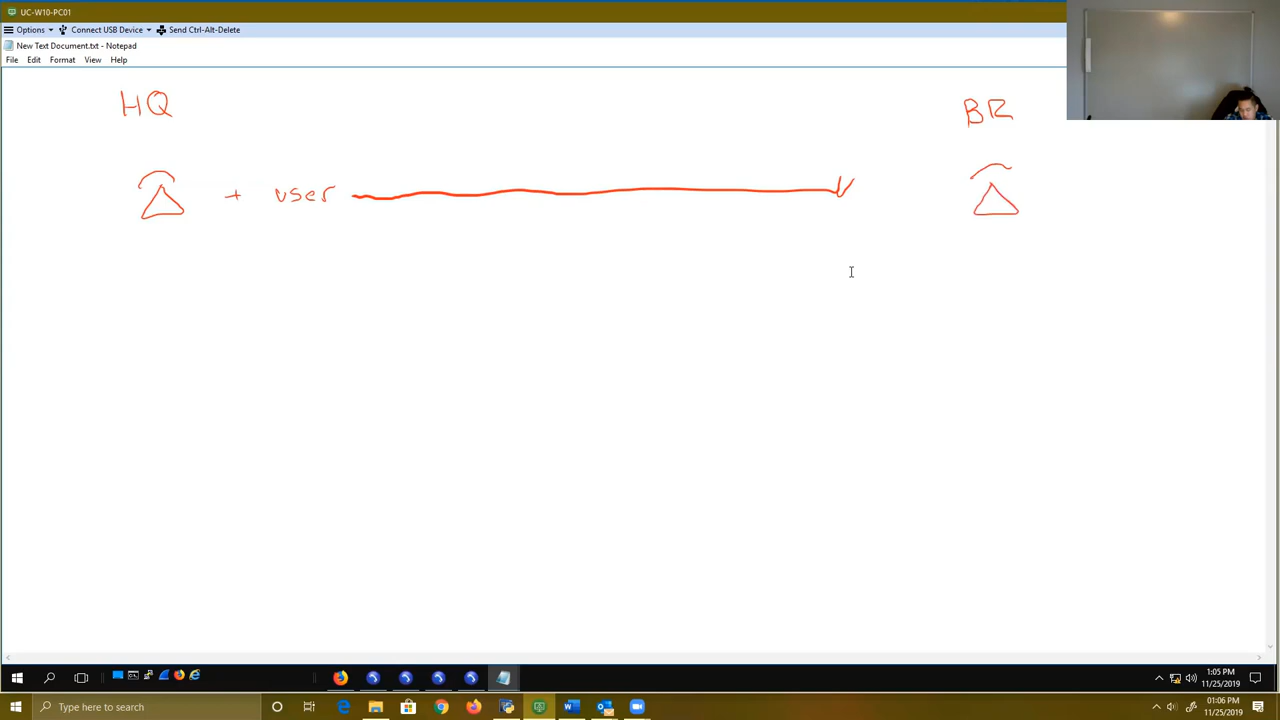 UC-W10-PC01
Options Connect USB Device Send Ctrl-Alt-Delete
New Text Document.txt - Notepad
File Edit Format View Help
HQ BR
+ user
1:05 PM
11/25/2019
Type here to search
01:06 PM
11/25/2019